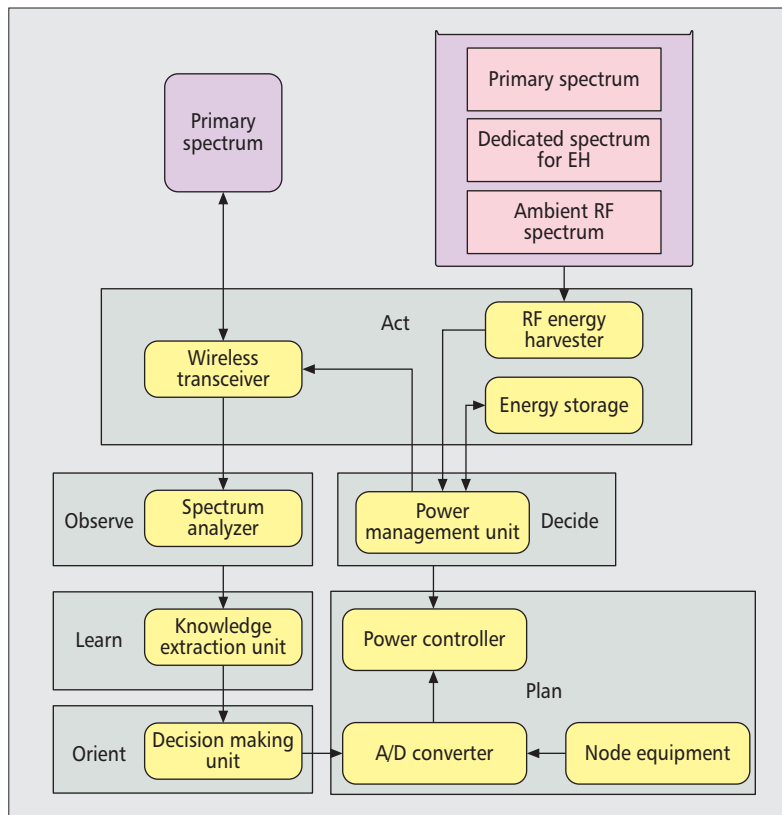 Primary
spectrum
Primary spectrum
Dedicated spectrum
for EH
Ambient RF
spectrum
Act
RF energy
harvester
Wireless
transceiver
Energy storage
Observe
Spectrum
analyzer
Power
management unit
Decide
Learn
Knowledge
extraction unit
Power controller
Plan
Orient
Decision making
unit
A/D converter
Node equipment